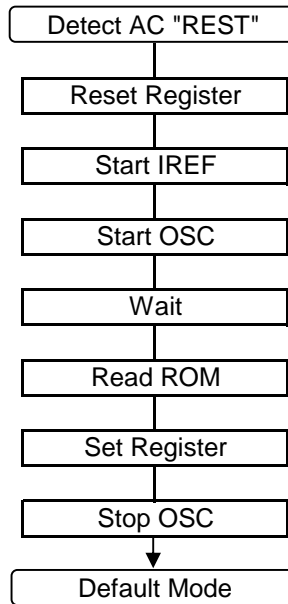 Detect AC "REST"
Reset Register
Start IREF
Start OSC
Wait
Read ROM
Set Register
Stop OSC
Default Mode